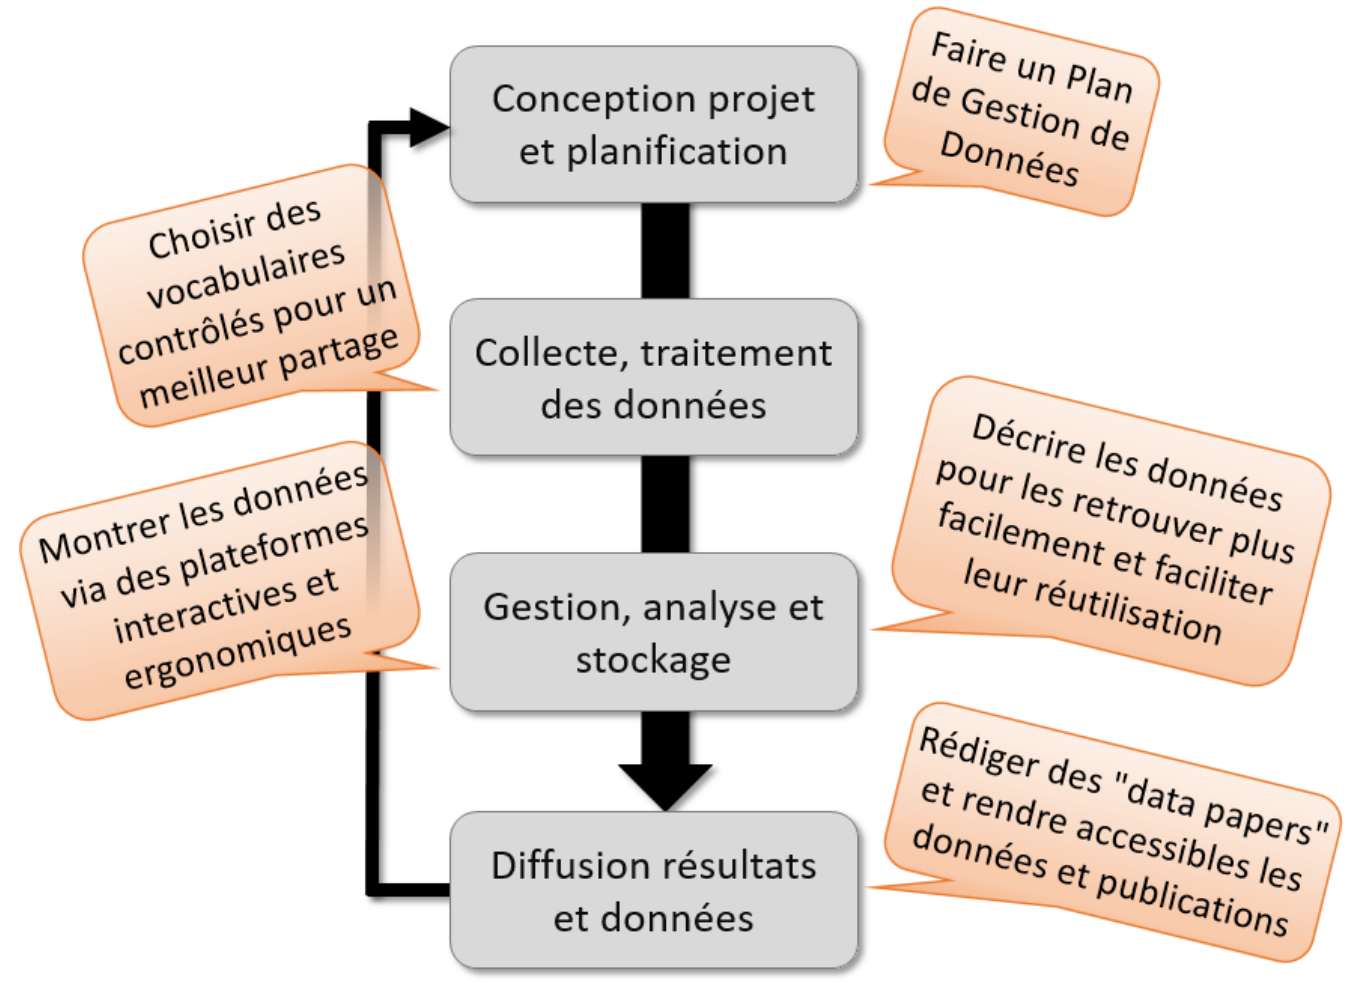 Conception projet
et planification
Faire un Plan
de Gestion de
Données
Choisir des
vocabulaires
contrôlés pour un
meilleur partage
Collecte, traitement
des données
Montrer les données
via des plateformes
interactives et
ergonomiques
Gestion, analyse et
stockage
Décrire les données
pour les retrouver plus
facilement et faciliter
leur réutilisation
Diffusion résultats
et données
Rédiger des "data papers"
et rendre accessibles les
données et publications